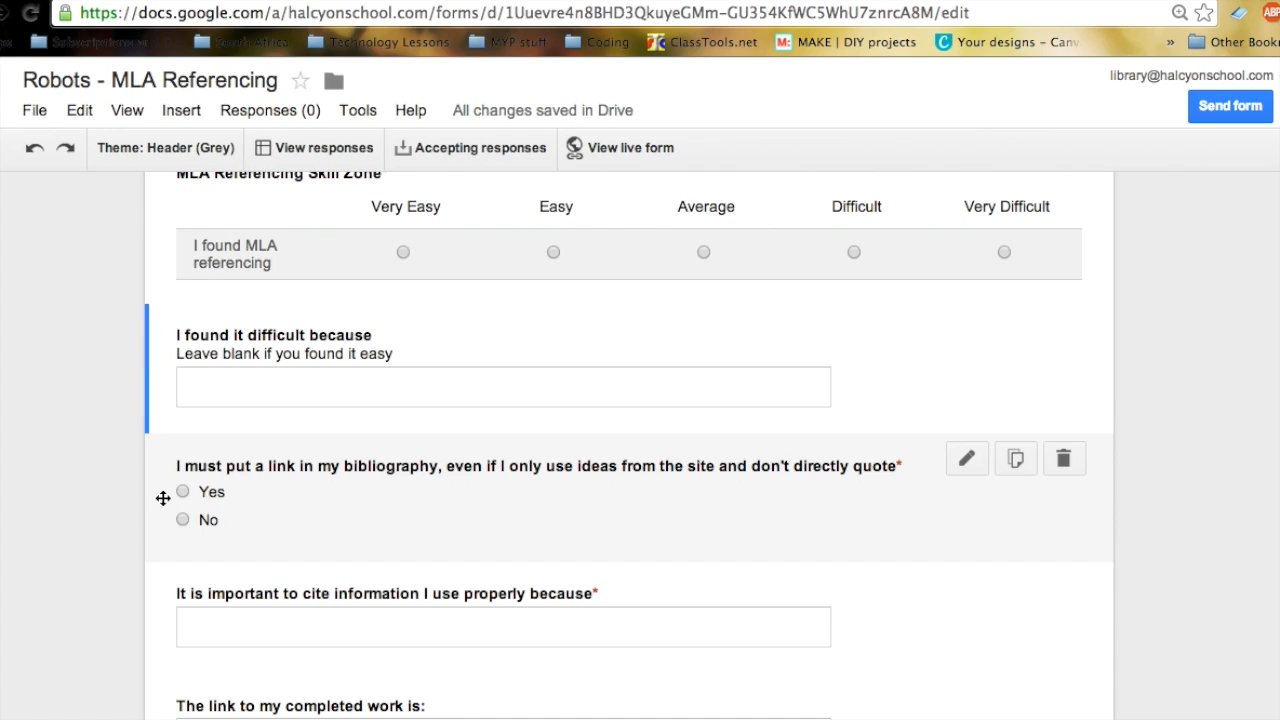 https://docs.google.com/a/halcyonschool.com/forms/d/1Uuevre4n8BHD3QkuyeGMm-GU354KfWC5WhU7znrcA8M/edit
ABP
South Africa Technology Lessons MYP stuff Coding ClassTools.net M: MAKE | DIY projects Your designs – Canv » Other Bookr
Robots - MLA Referencing
library@halcyonschool.com
File Edit View Insert Responses (0) Tools Help All changes saved in Drive
Send form
Theme: Header (Grey) View responses Accepting responses View live form
MLA Referencing Skill Zone
Very Easy Easy Average Difficult Very Difficult
I found MLA
referencing
I found it difficult because
Leave blank if you found it easy
I must put a link in my bibliography, even if I only use ideas from the site and don't directly quote*
Yes
No
It is important to cite information I use properly because*
The link to my completed work is: